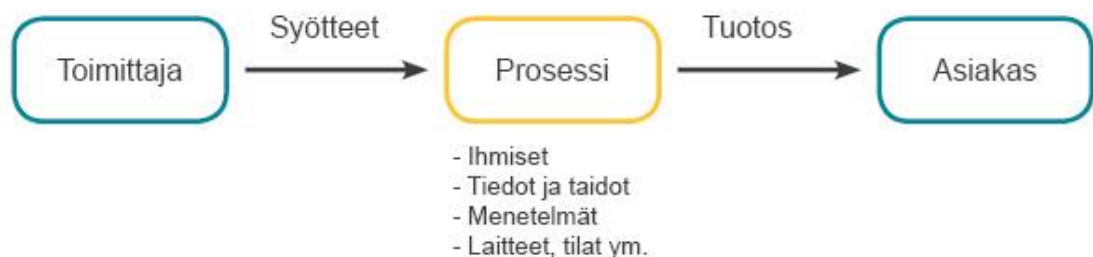 Syötteet
Tuotos
Toimittaja
Prosessi
Asiakas
- Ihmiset
- Tiedot ja taidot
- Menetelmät
- Laitteet, tilat ym.